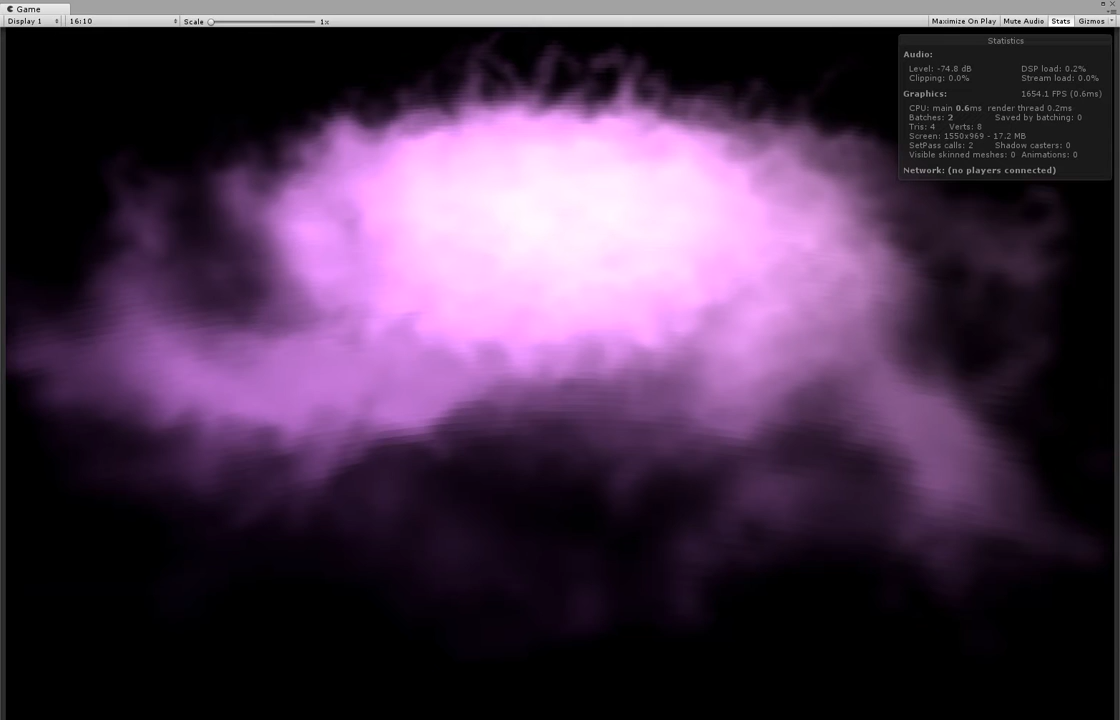 Game
Display 1 16:10 Scale 1x Maximize On Play Mute Audio Stats Gizmos
Statistics
Audio:
Level: -74.8 dB DSP load: 0.2%
Clipping: 0.0% Stream load: 0.0%
Graphics: 1654.1 FPS (0.6ms)
CPU: main 0.6ms render thread 0.2ms
Batches: 2 Saved by batching: 0
Tris: 4 Verts: 8
Screen: 1550x969 - 17.2 MB
SetPass calls: 2 Shadow casters: 0
Visible skinned meshes: 0 Animations: 0
Network: (no players connected)